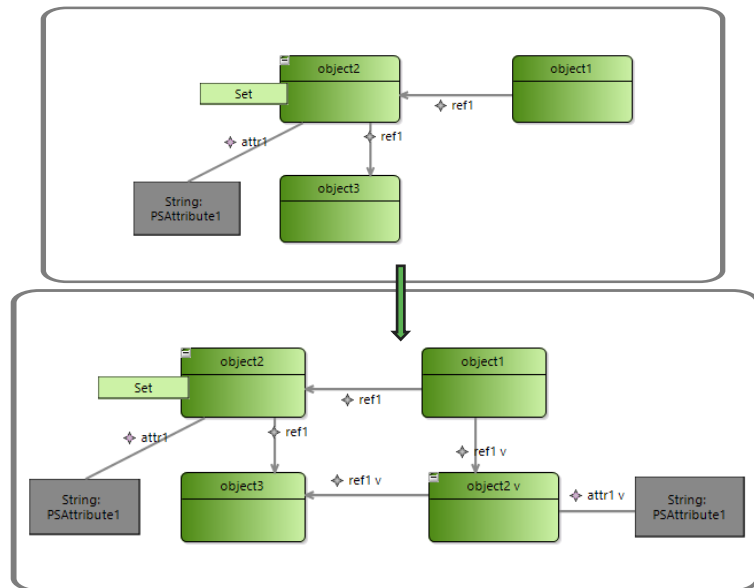 object2
object1
Set
ref1
attr1
ref1
String:
PSAttribute1
object3
object2
object1
Set
ref1
attr1
ref1
ref1 v
String:
PSAttribute1
object3
ref1 v
object2 v
attr1 v
String:
PSAttribute1